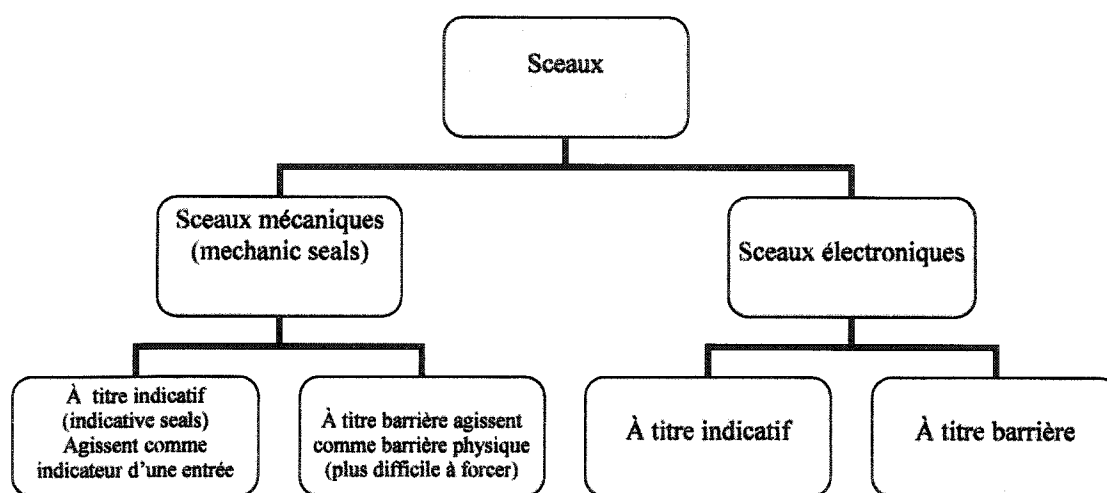 Sceaux
Sceaux mécaniques
(mechanic seals)
Sceaux électroniques
À titre indicatif
(indicative seals)
Agissent comme
indicateur d'une entrée
À titre barrière agissent
comme barrière physique
(plus difficile à forcer)
À titre indicatif
À titre barrière